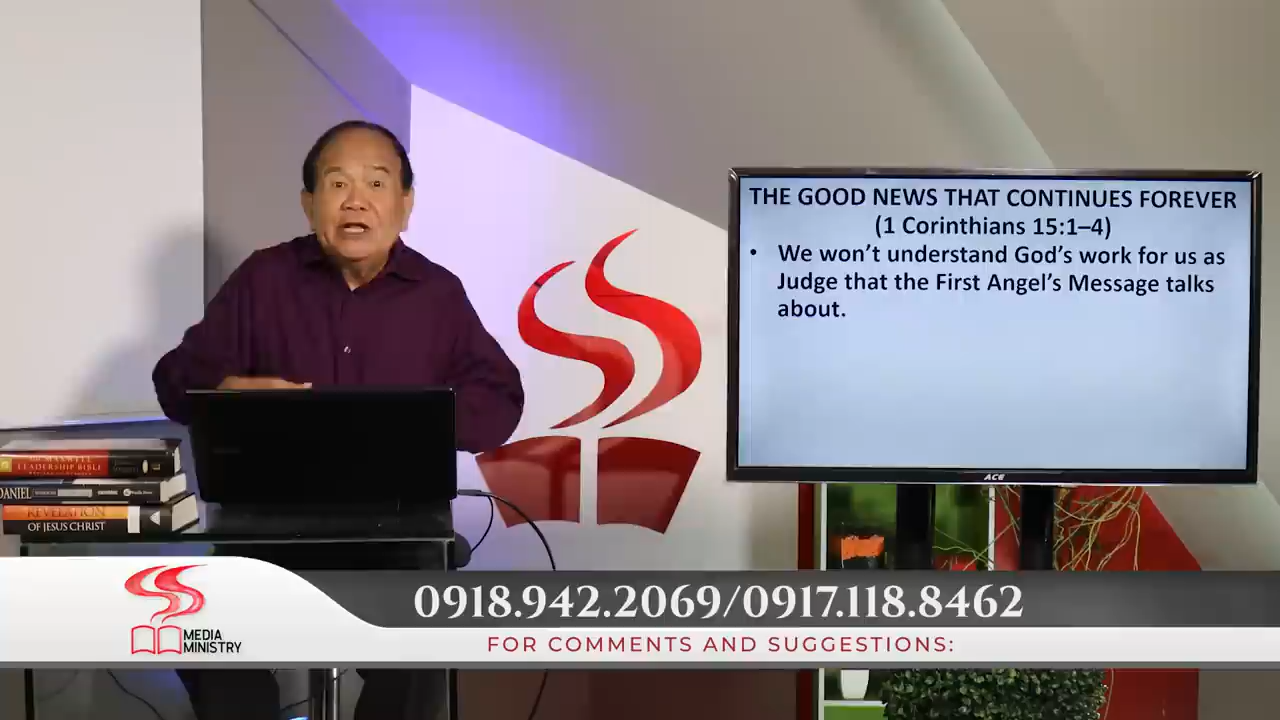 THE GOOD NEWS THAT CONTINUES FOREVER
(1 Corinthians 15:1–4)
• We won't understand God's work for us as
Judge that the First Angel's Message talks
about.
ACE
MAXWELL
LEADERSHIP BIBLE
DANIEL
REVELATION
OF JESUS CHRIST
0918.942.2069/0917.118.8462
MEDIA
MINISTRY
FOR COMMENTS AND SUGGESTIONS: